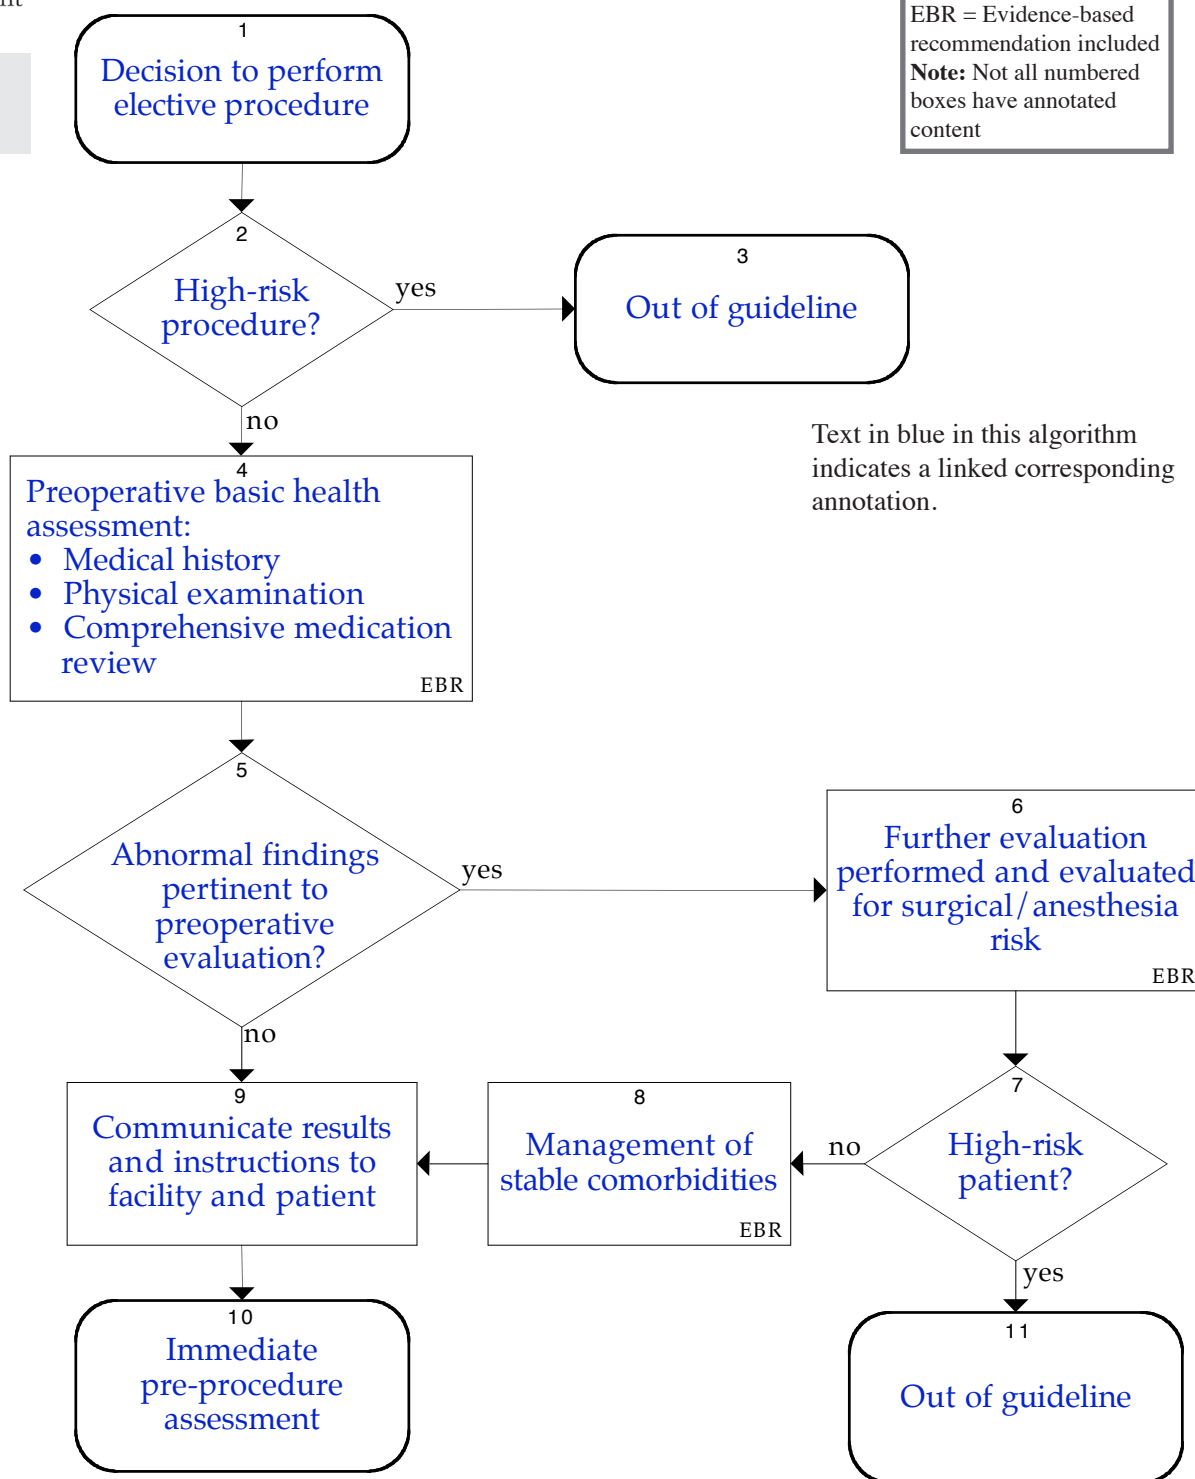 1
Decision to perform
elective procedure
EBR = Evidence-based
recommendation included
Note: Not all numbered
boxes have annotated
content
2
High-risk
procedure?
yes
3
Out of guideline
no
Text in blue in this algorithm
indicates a linked corresponding
annotation.
4
Preoperative basic health
assessment:
• Medical history
• Physical examination
• Comprehensive medication
review
EBR
5
Abnormal findings
pertinent to
preoperative
evaluation?
yes
6
Further evaluation
performed and evaluated
for surgical/anesthesia
risk
EBR
no
7
High-risk
patient?
no
8
Management of
stable comorbidities
EBR
9
Communicate results
and instructions to
facility and patient
yes
10
Immediate
pre-procedure
assessment
11
Out of guideline